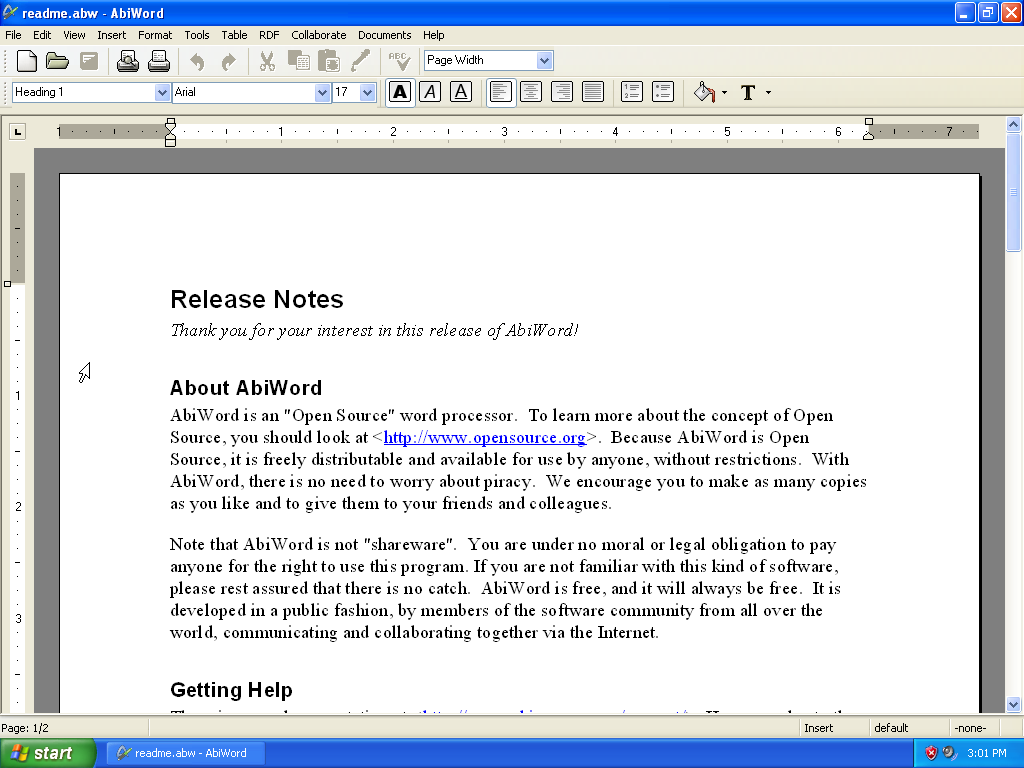 readme.abw - AbiWord
File Edit View Insert Format Tools Table RDF Collaborate Documents Help
ABC Page Width
Heading 1 Arial 17 A A A T
1 1 2 3 4 5 6 7
Release Notes
Thank you for your interest in this release of AbiWord!
About AbiWord
1
AbiWord is an "Open Source" word processor.  To learn more about the concept of Open
Source, you should look at <http://www.opensource.org>.  Because AbiWord is Open
Source, it is freely distributable and available for use by anyone, without restrictions.  With
AbiWord, there is no need to worry about piracy.  We encourage you to make as many copies
as you like and to give them to your friends and colleagues.
2
Note that AbiWord is not "shareware".  You are under no moral or legal obligation to pay
anyone for the right to use this program. If you are not familiar with this kind of software,
please rest assured that there is no catch.  AbiWord is free, and it will always be free.  It is
developed in a public fashion, by members of the software community from all over the
3
world, communicating and collaborating together via the Internet.
Getting Help
Page: 1/2 Insert default -none-
start readme.abw - AbiWord 3:01 PM